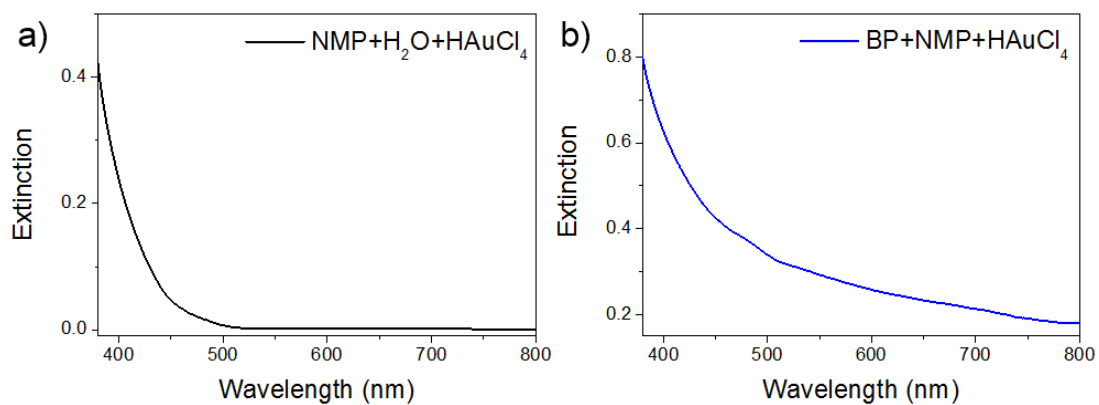 a)
NMP+H₂O+HAuCl₄
Extinction
0.4
0.2
0.0
400 500 600 700 800
Wavelength (nm)
b)
BP+NMP+HAuCl₄
Extinction
0.8
0.6
0.4
0.2
400 500 600 700 800
Wavelength (nm)